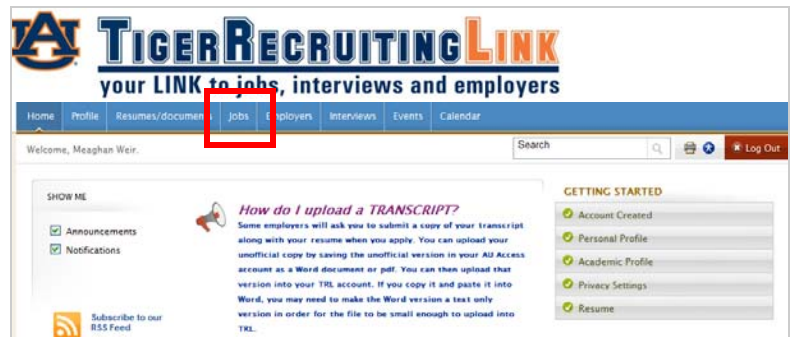 AU
TIGERRECRUITINGLINK
your LINK to jobs, interviews and employers
Home Profile Resumes/documents Jobs Employers Interviews Events Calendar
Welcome, Meaghan Weir.
Search
Log Out
SHOW ME
Announcements
Notifications
Subscribe to our
RSS Feed
How do I upload a TRANSCRIPT?
Some employers will ask you to submit a copy of your transcript
along with your resume when you apply. You can upload your
unofficial copy by saving the unofficial version in your AU Access
account as a Word document or pdf. You can then upload that
version into your TRL account. If you copy it and paste it into
Word, you may need to make the Word version a text only
version in order for the file to be small enough to upload into
TRL.
GETTING STARTED
Account Created
Personal Profile
Academic Profile
Privacy Settings
Resume